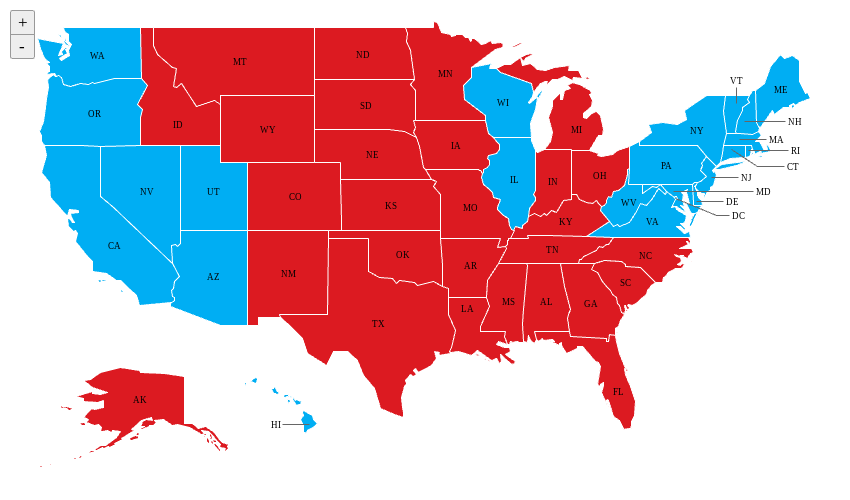 +
-
WA
MT
ND
MN
VT
ME
OR
ID
WY
SD
WI
MI
NY
NH
MA
RI
CT
IA
NE
PA
NV
UT
CO
KS
MO
IL
IN
OH
WV
VA
NJ
MD
DE
DC
KY
CA
AZ
NM
OK
AR
TN
NC
SC
TX
LA
MS
AL
GA
FL
AK
HI